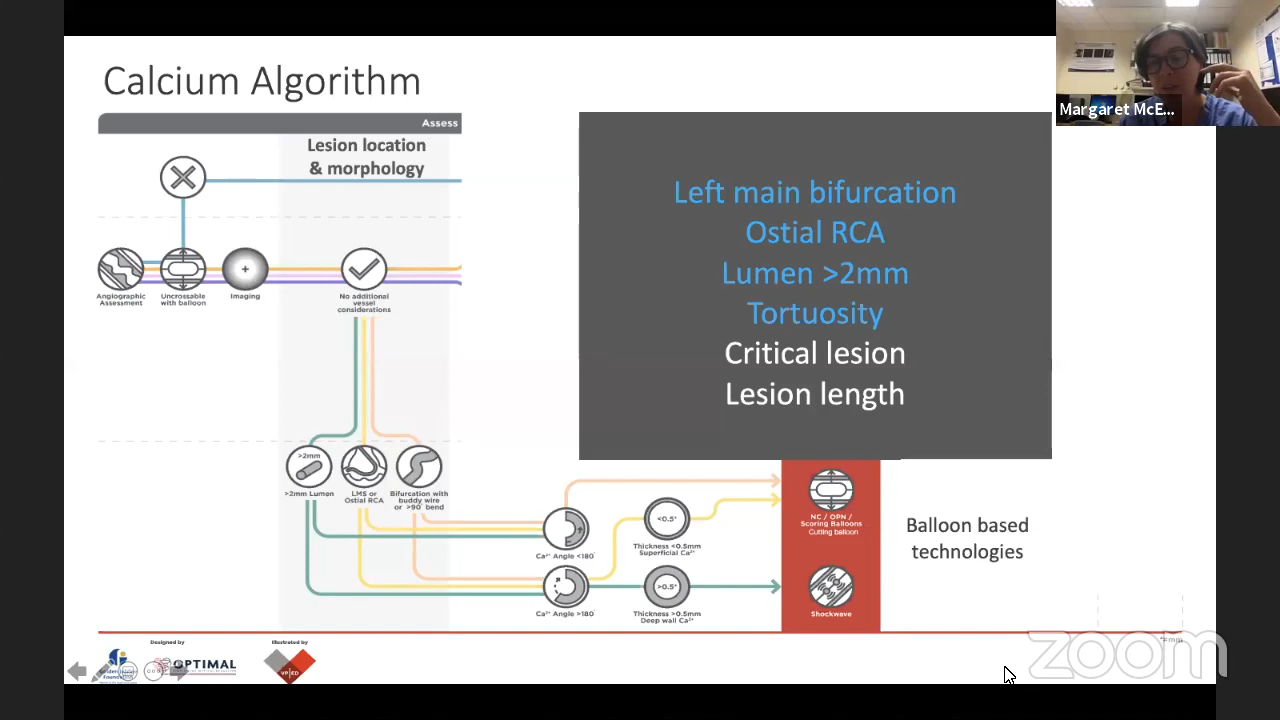 Calcium Algorithm
Margaret McE...
Assess
Lesion location
& morphology
Left main bifurcation
Ostial RCA
Lumen >2mm
Tortuosity
Critical lesion
Lesion length
Angiographic
Assessment
Uncrossable
with balloon
Imaging
No additional
vessel
considerations
>2mm
>2mm Lumen
LMS or
Ostial RCA
Bifurcation with
buddy wire
or >90° bend
Ca²⁺ Angle <180°
<0.5*
Thickness <0.5mm
Superficial Ca²⁺
NC / OPN /
Scoring Balloons
Cutting balloon
Balloon based
technologies
Ca²⁺ Angle >180°
>0.5*
Thickness >0.5mm
Deep wall Ca²⁺
Shockwave
*=mm
Designed by
Illustrated by
OPTIMAL
zoom